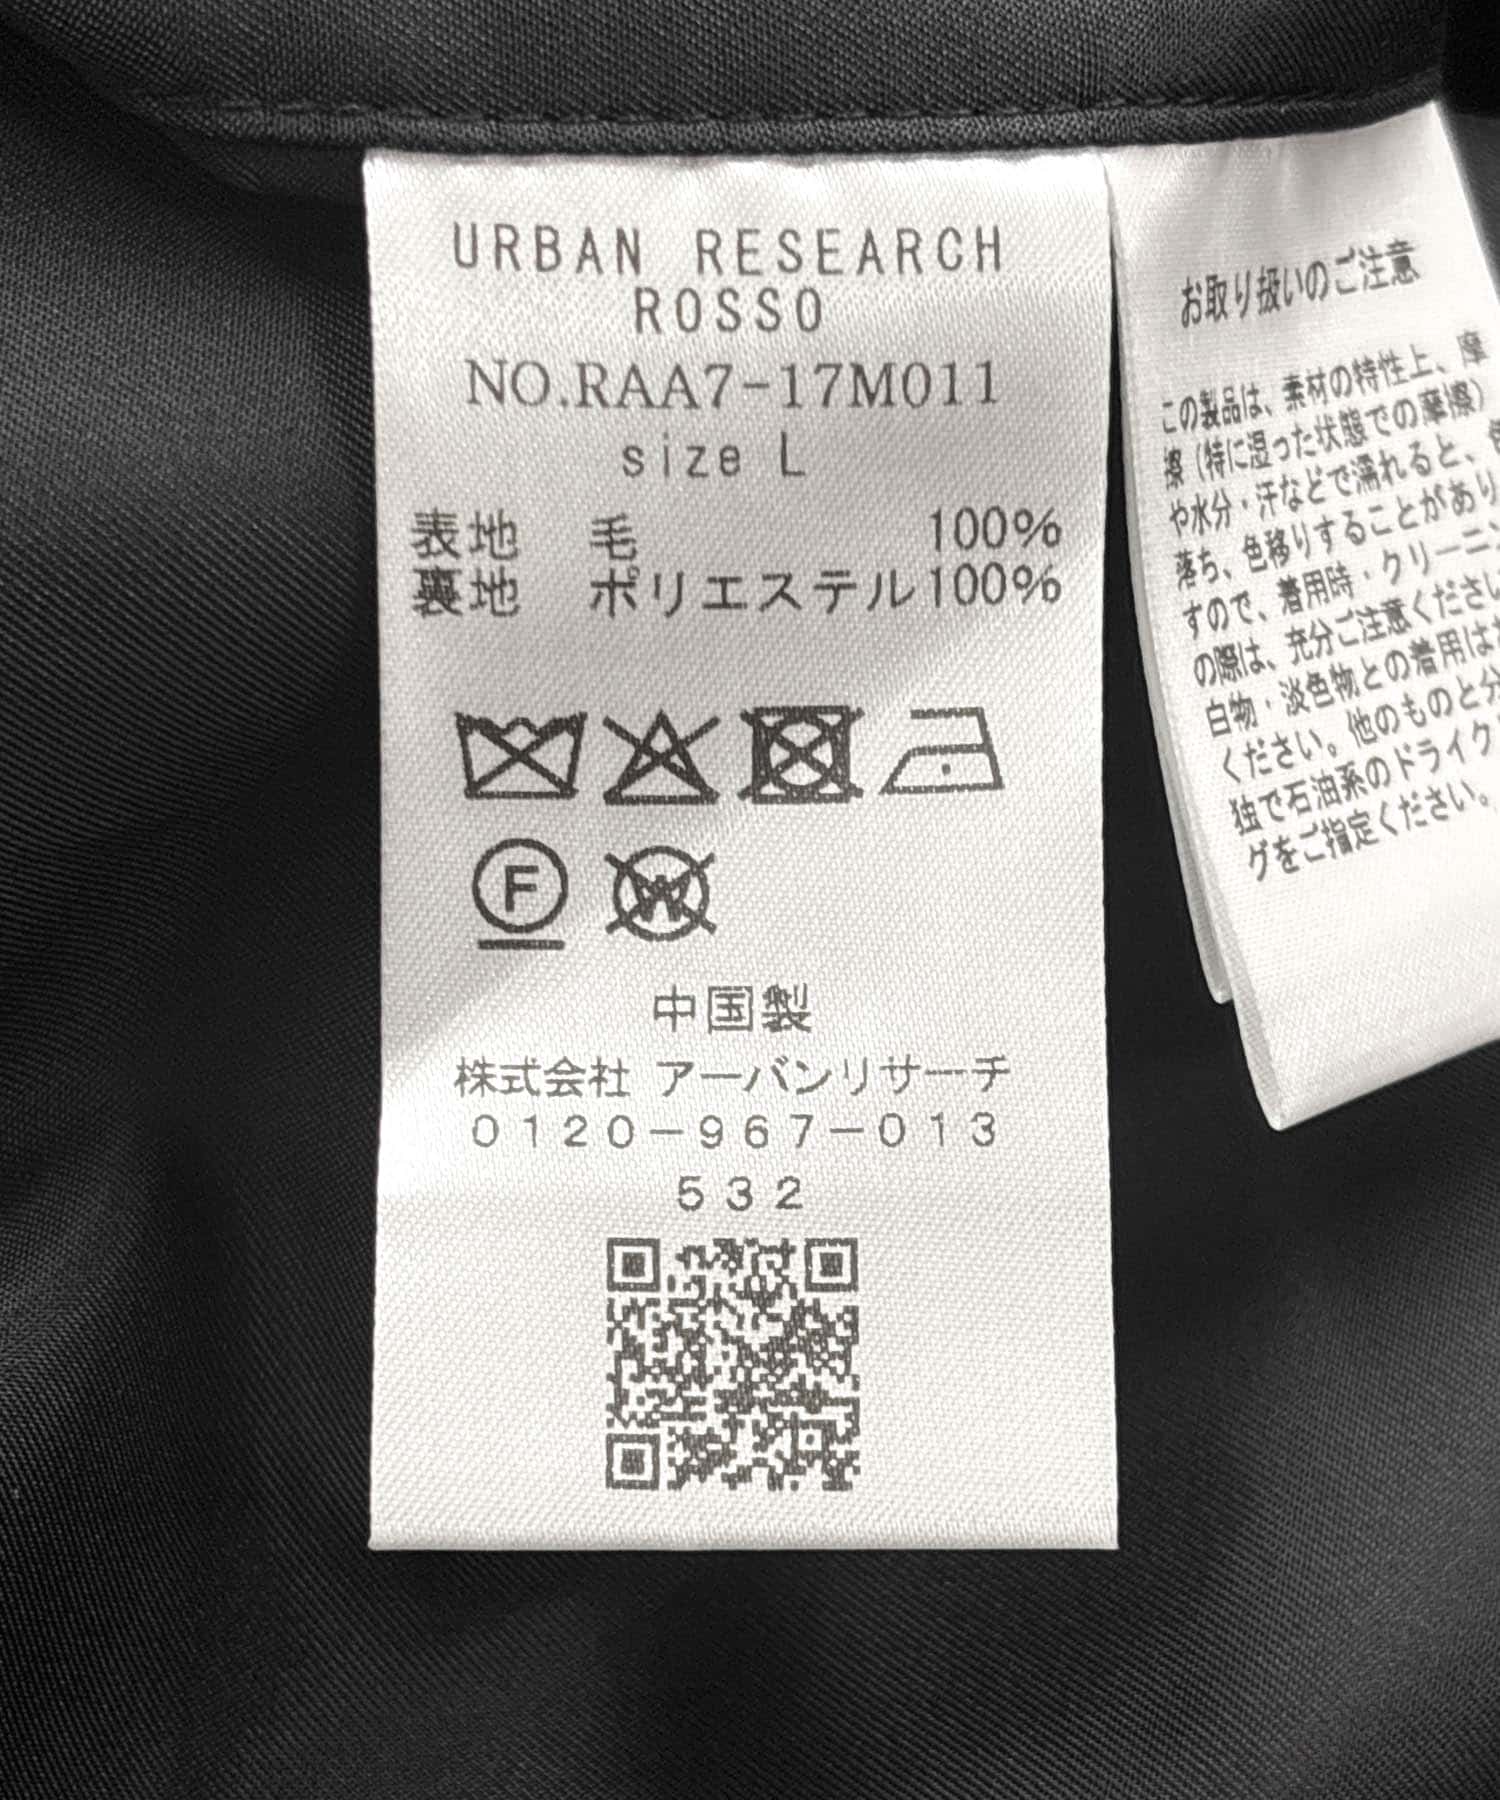 URBAN RESEARCH
ROSSO
NO.RAA7-17M011
size L
表地 毛 100%
裏地 ポリエステル100%
F
W
中国製
株式会社 アーバンリサーチ
0120-967-013
532
お取り扱いのご注意
この製品は、素材の特性上、摩
擦（特に湿った状態での摩擦）
や水分・汗などで濡れると、色
落ち、色移りすることがあり
すので、着用時・クリーニン
の際は、充分ご注意ください
白物・淡色物との着用は
ください。他のものと分
独で石油系のドライク
グをご指定ください。